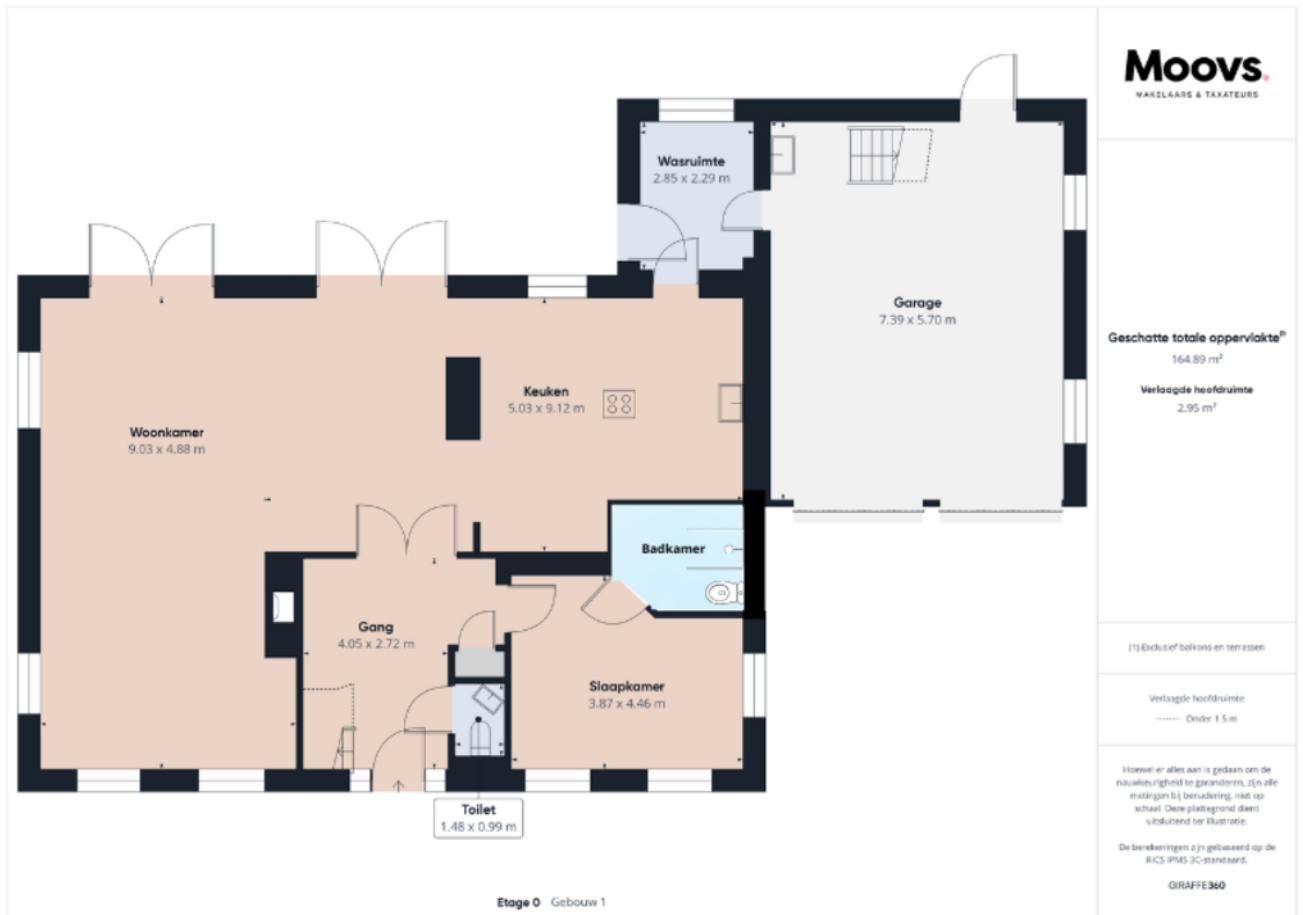 Moovs.
MAKELAARS & TAXATEURS
Wasruimte
2.85 x 2.29 m
Garage
7.39 x 5.70 m
Keuken
5.03 x 9.12 m
Woonkamer
9.03 x 4.88 m
Badkamer
Gang
4.05 x 2.72 m
Slaapkamer
3.87 x 4.46 m
Toilet
1.48 x 0.99 m
Etage 0 Gebouw 1
Geschatte totale oppervlakte(1)
164.89 m²
Verlaagde hoofdruimte
2.95 m²
(1) Exclusief balkons en terrassen
Verlaagde hoofdruimte
Onder 1.5 m
Hoewel er alles aan is gedaan om de
nauwkeurigheid te garanderen, zijn alle
metingen bij benadering, niet op
schaal. Deze plattegrond dient
uitsluitend ter illustratie.
De berekeningen zijn gebaseerd op de
RICS IPMS 3C-standaard.
GIRAFFE360